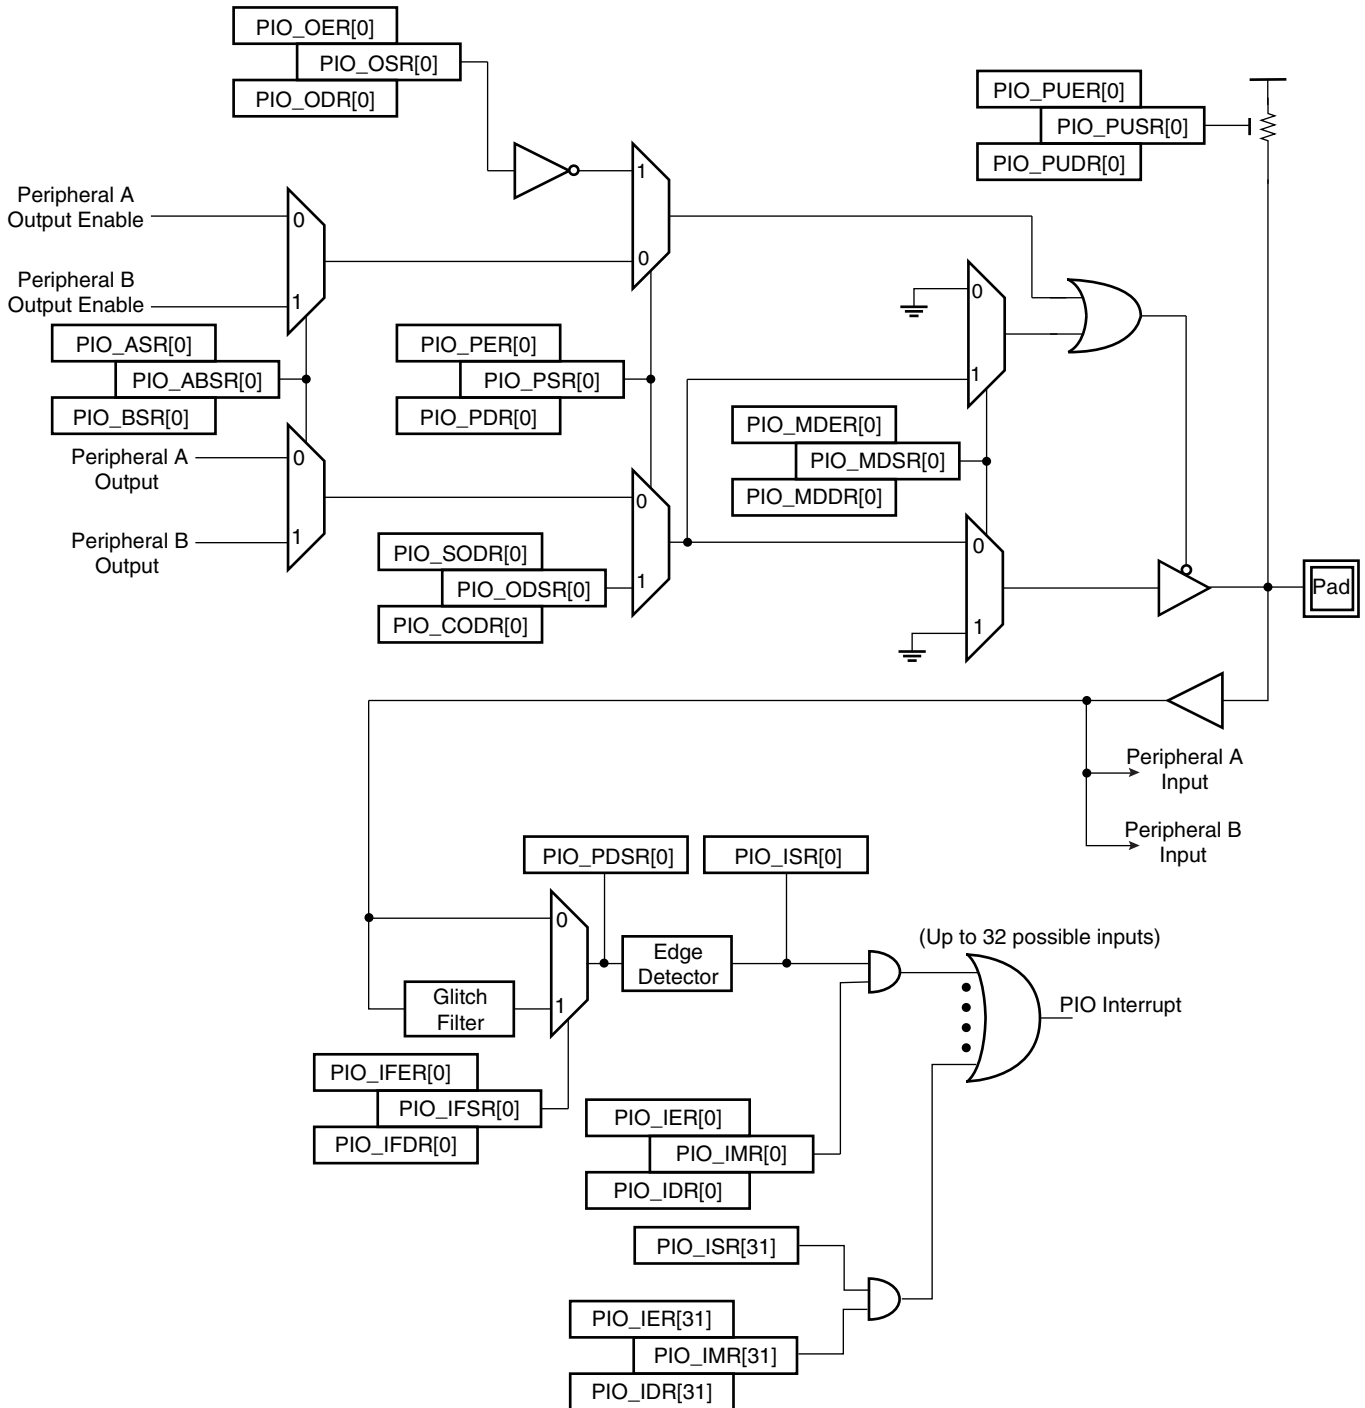 PIO_OER[0]
PIO_OSR[0]
PIO_ODR[0]
PIO_PUER[0]
PIO_PUSR[0]
PIO_PUDR[0]
1
0
Peripheral A
Output Enable
0
Peripheral B
Output Enable
1
PIO_ASR[0]
PIO_ABSR[0]
PIO_BSR[0]
PIO_PER[0]
PIO_PSR[0]
PIO_PDR[0]
0
1
PIO_MDER[0]
PIO_MDSR[0]
PIO_MDDR[0]
Peripheral A
Output
0
Peripheral B
Output
1
0
1
PIO_SODR[0]
PIO_ODSR[0]
PIO_CODR[0]
0
1
Pad
Peripheral A
Input
Peripheral B
Input
PIO_PDSR[0]
PIO_ISR[0]
0
1
Glitch
Filter
Edge
Detector
(Up to 32 possible inputs)
PIO Interrupt
PIO_IFER[0]
PIO_IFSR[0]
PIO_IFDR[0]
PIO_IER[0]
PIO_IMR[0]
PIO_IDR[0]
PIO_ISR[31]
PIO_IER[31]
PIO_IMR[31]
PIO_IDR[31]